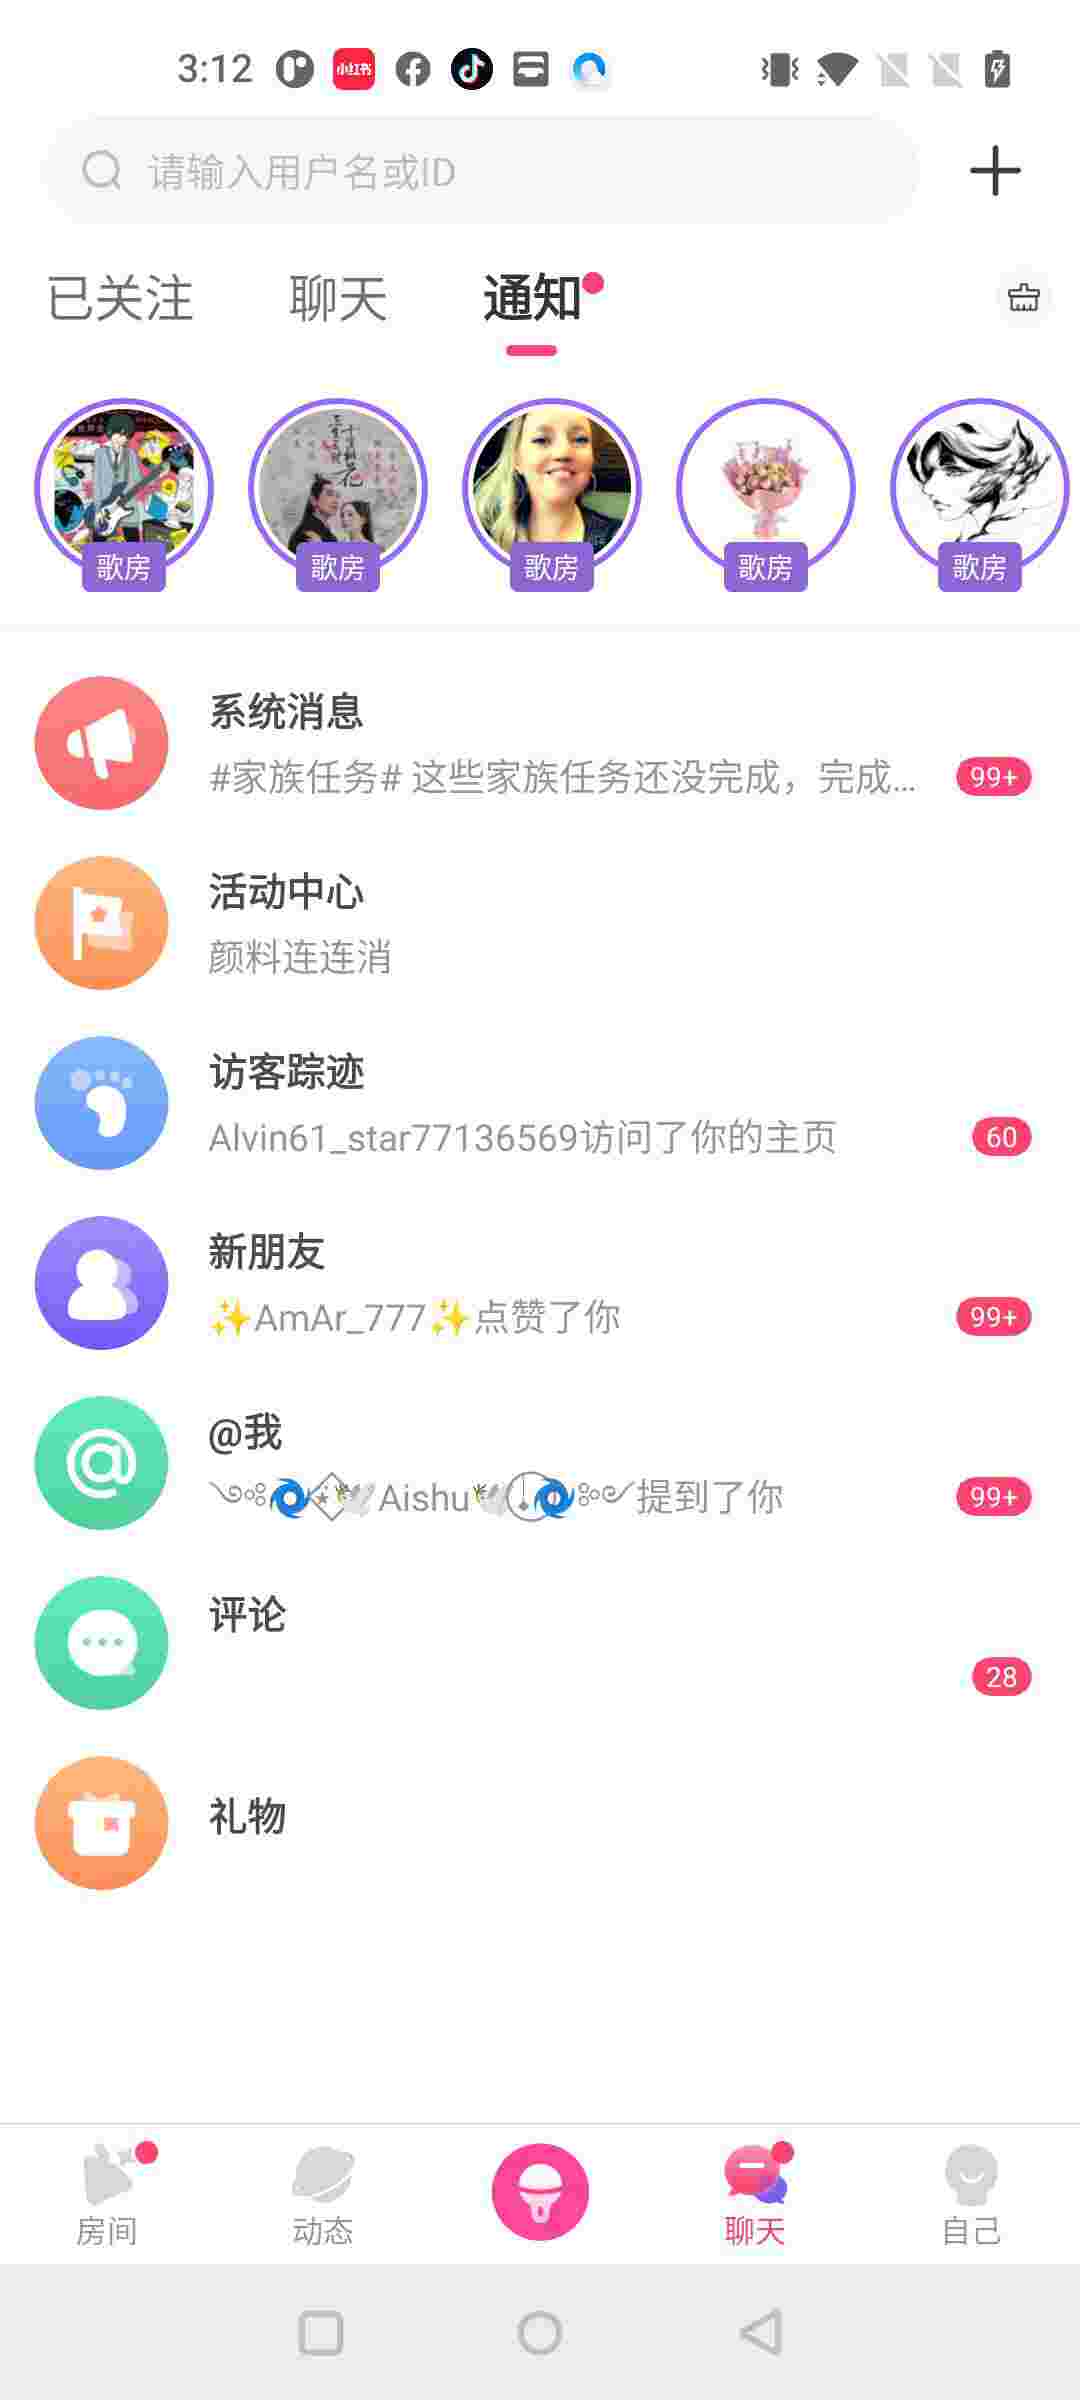 3:12
小红书
请输入用户名或ID
已关注 聊天 通知
歌房 歌房 歌房 歌房 歌房
系统消息
#家族任务# 这些家族任务还没完成，完成...
99+
活动中心
颜料连连消
访客踪迹
Alvin61_star77136569访问了你的主页
60
新朋友
✨AmAr_777✨点赞了你
99+
@我
Aishu提到了你
99+
评论
28
礼物
房间 动态 聊天 自己